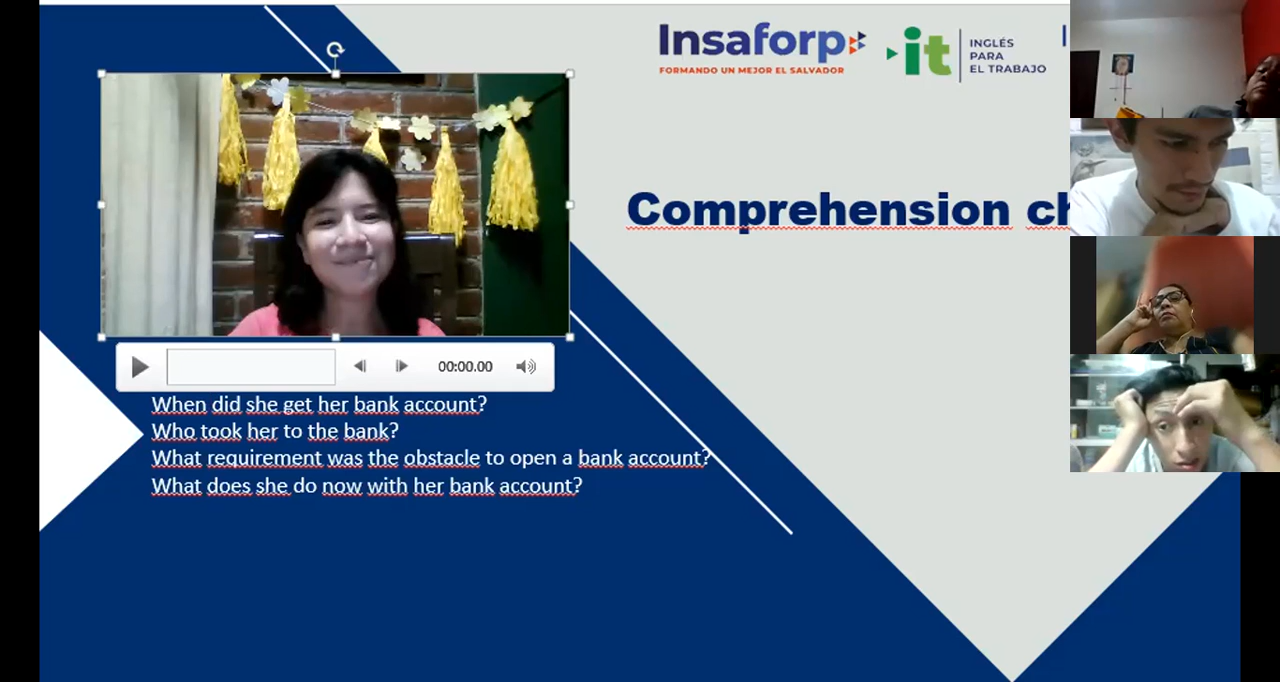 Insaforp
FORMANDO UN MEJOR EL SALVADOR
it
INGLÉS
PARA
EL TRABAJO
Comprehension ch
00:00.00
When did she get her bank account?
Who took her to the bank?
What requirement was the obstacle to open a bank account?
What does she do now with her bank account?